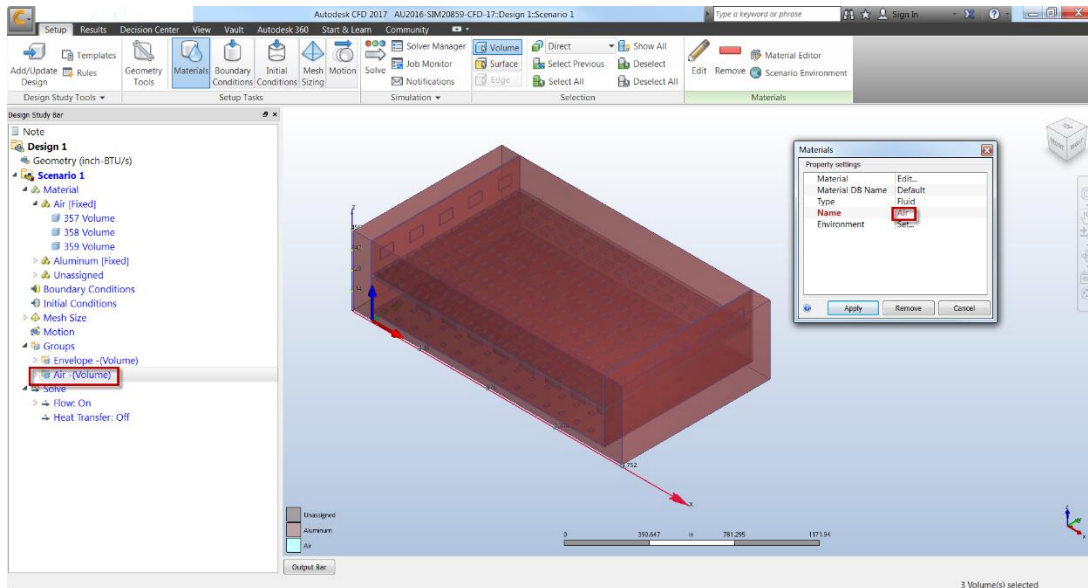 Autodesk CFD 2017 AU2016-SIM20859-CFD-17::Design 1::Scenario 1
Type a keyword or phrase
Sign In
Setup Results Decision Center View Vault Autodesk 360 Start & Learn Community
Add/Update Design
Templates
Rules
Geometry Tools
Materials
Boundary Conditions
Initial Conditions
Mesh Sizing
Motion
Solve
Solver Manager
Job Monitor
Notifications
Volume
Surface
Edge
Direct
Select Previous
Select All
Show All
Deselect
Deselect All
Edit
Remove
Material Editor
Scenario Environment
Design Study Tools
Setup Tasks
Simulation
Selection
Materials
Design Study Bar
Note
Design 1
Geometry (inch-BTU/s)
Scenario 1
Material
Air [Fixed]
357 Volume
358 Volume
359 Volume
Aluminum [Fixed]
Unassigned
Boundary Conditions
Initial Conditions
Mesh Size
Motion
Groups
Envelope -(Volume)
Air -(Volume)
Solve
Flow: On
Heat Transfer: Off
Materials
Property settings
Material Edit...
Material DB Name Default
Type Fluid
Name Air
Environment Set...
Apply Remove Cancel
Z
X
Unassigned
Aluminum
Air
0 390.647 in 781.295 1171.94
Output Bar
3 Volume(s) selected